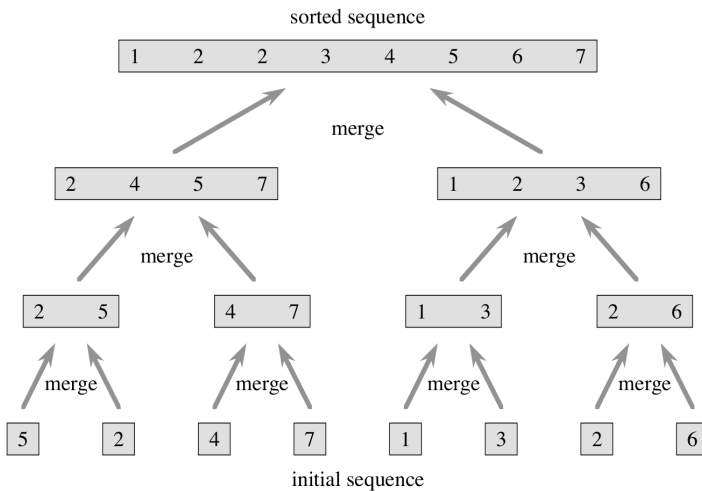 sorted sequence
1 2 2 3 4 5 6 7
merge
2 4 5 7
1 2 3 6
merge
merge
2 5
4 7
1 3
2 6
merge
merge
merge
merge
5
2
4
7
1
3
2
6
initial sequence